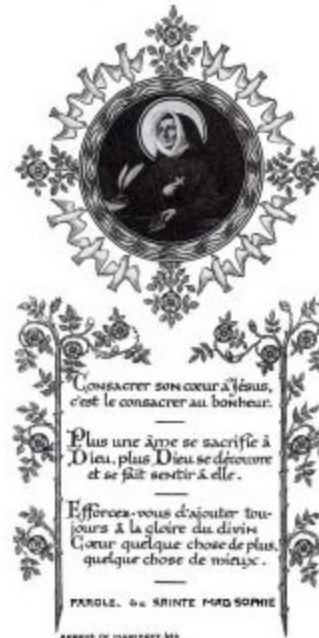 Consacrer son cœur à Jésus,
c'est le consacrer au bonheur.
Plus une âme se sacrifie à
Dieu, plus Dieu se découvre
et se fait sentir à elle.
Efforcez-vous d'ajouter tou-
jours à la gloire du divin
Cœur quelque chose de plus,
quelque chose de mieux.
PAROLE. de SAINTE MAD SOPHIE